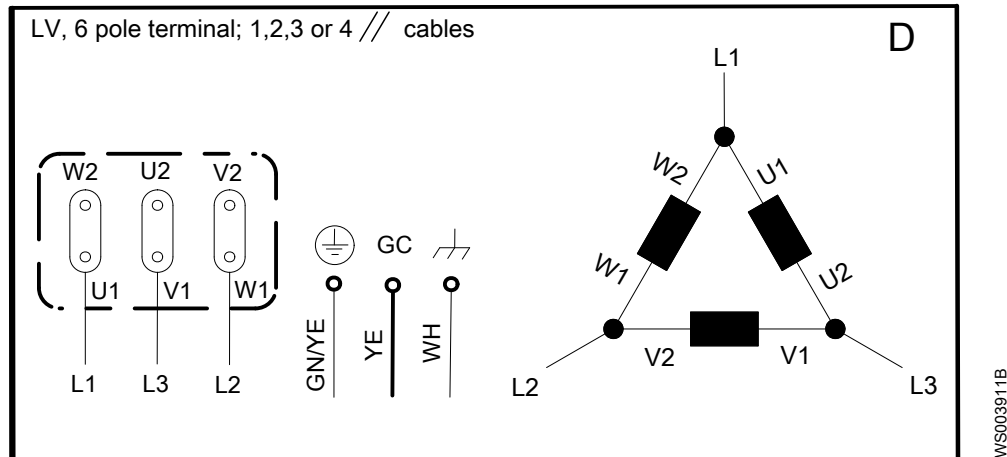 LV, 6 pole terminal; 1,2,3 or 4 // cables
D
W2 U2 V2
U1 V1 W1
L1 L3 L2
GC
GN/YE
YE
WH
L1
W2 U1
W1 U2
V2 V1
L2 L3
WS003911B